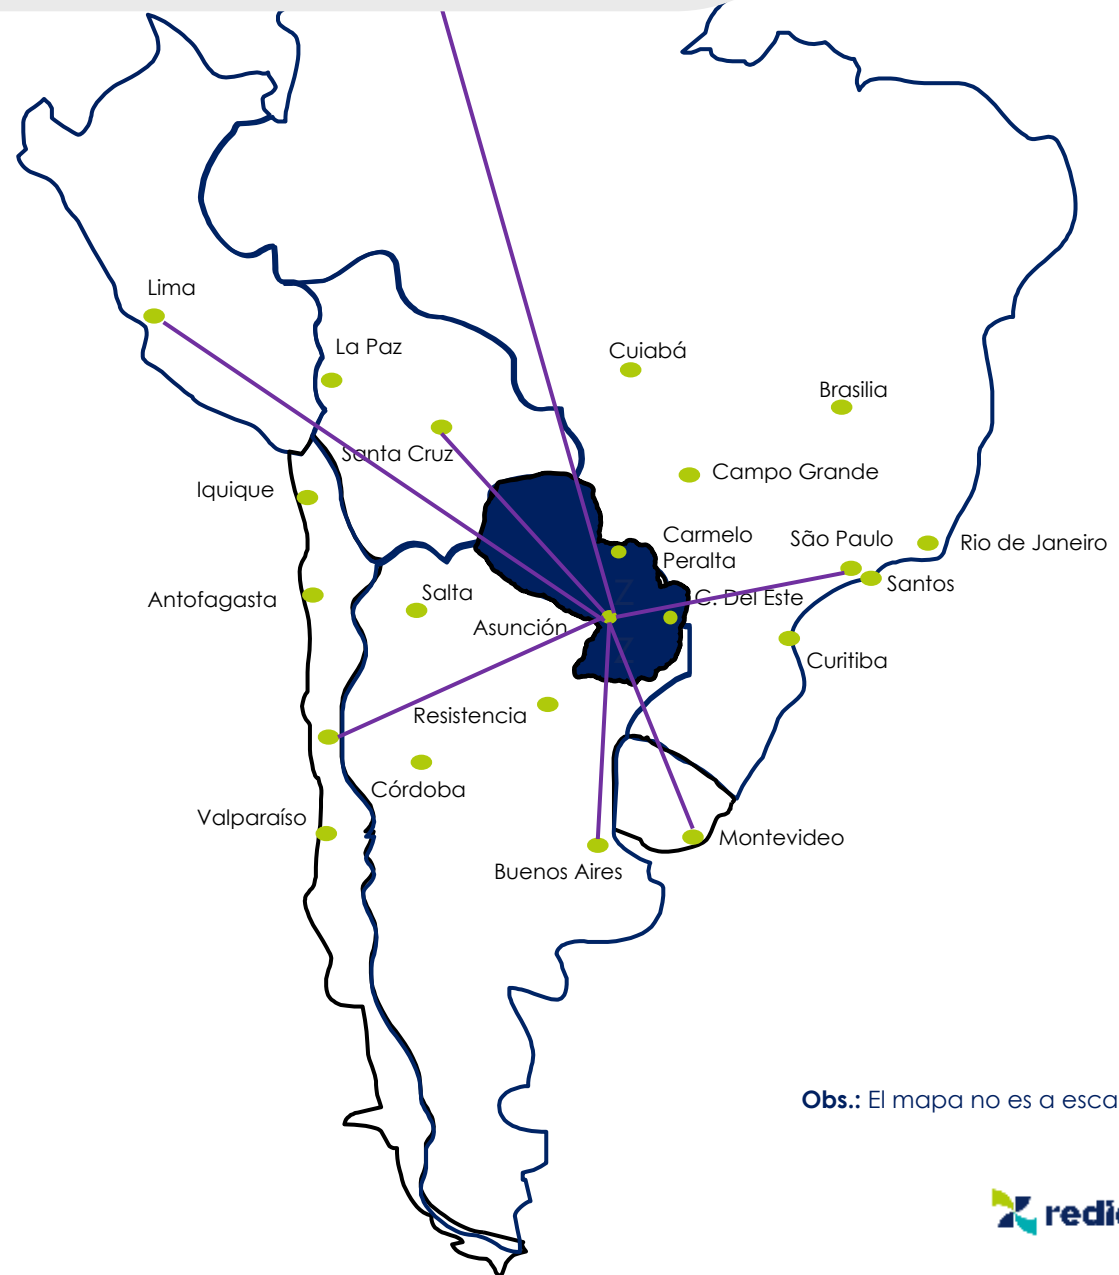 Lima
La Paz
Cuiabá
Brasilia
Santa Cruz
Campo Grande
Iquique
Carmelo
Peralta
São Paulo
Rio de Janeiro
Santos
Antofagasta
Salta
Z
C. Del Este
Asunción
Z
Curitiba
Resistencia
Córdoba
Valparaíso
Montevideo
Buenos Aires
Obs.: El mapa no es a esca